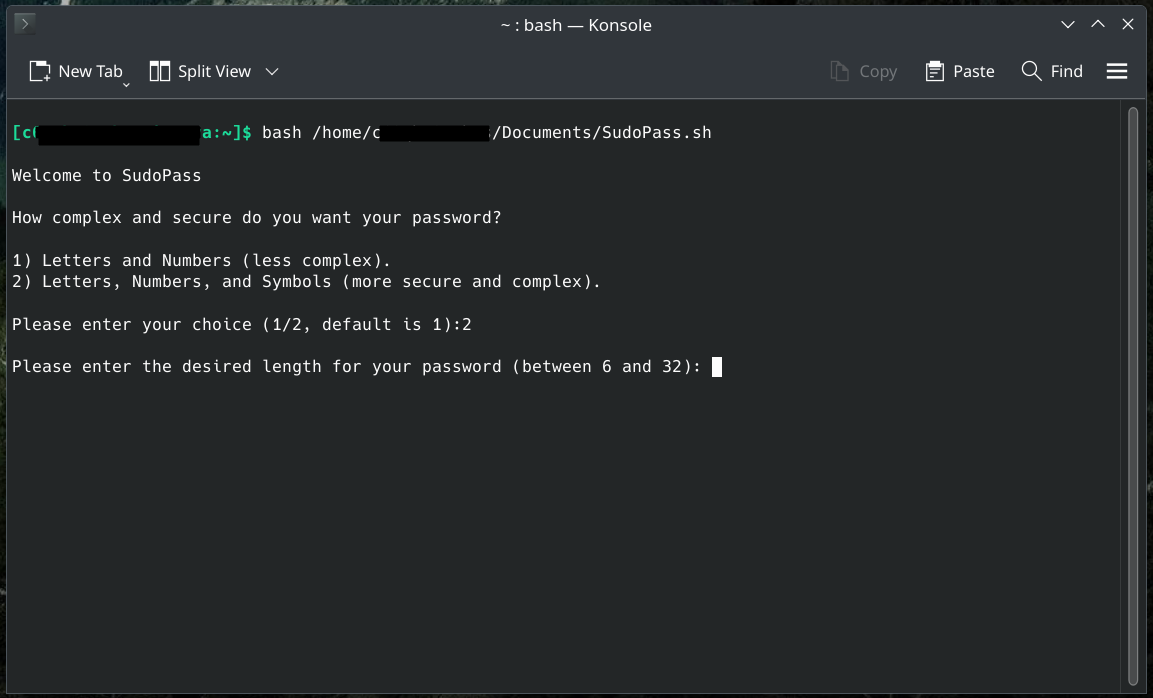 ~ : bash — Konsole
New Tab Split View Copy Paste Find
[c a:~]$ bash /home/c /Documents/SudoPass.sh
Welcome to SudoPass
How complex and secure do you want your password?
1) Letters and Numbers (less complex).
2) Letters, Numbers, and Symbols (more secure and complex).
Please enter your choice (1/2, default is 1):2
Please enter the desired length for your password (between 6 and 32):